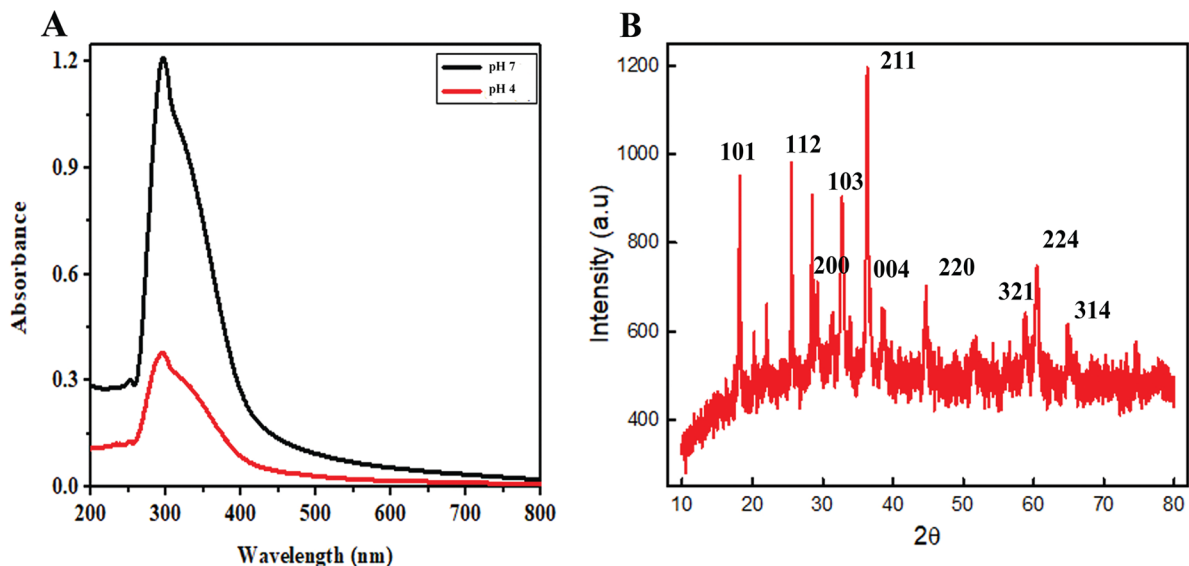 A
1.2
0.9
0.6
0.3
0.0
Absorbance
200 300 400 500 600 700 800
Wavelength (nm)
pH 7
pH 4
B
1200
1000
800
600
400
Intensity (a.u)
101
112
200
103
211
004
220
321
224
314
10 20 30 40 50 60 70 80
2θ